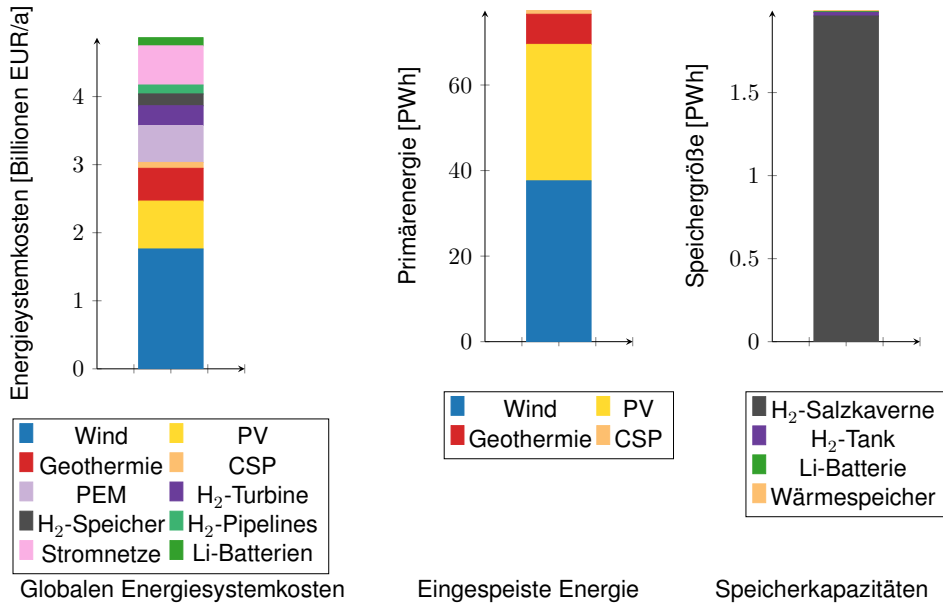 Energieystemkosten [Billionen EUR/a]
4
3
2
1
0
Wind
PV
Geothermie
CSP
PEM
H₂-Turbine
H₂-Speicher
H₂-Pipelines
Stromnetze
Li-Batterien
Globalen Energiesystemkosten
Primärenergie [PWh]
60
40
20
0
Wind
PV
Geothermie
CSP
Eingespeiste Energie
Speichergröße [PWh]
1.5
1
0.5
0
H₂-Salzkaverne
H₂-Tank
Li-Batterie
Wärmespeicher
Speicherkapazitäten